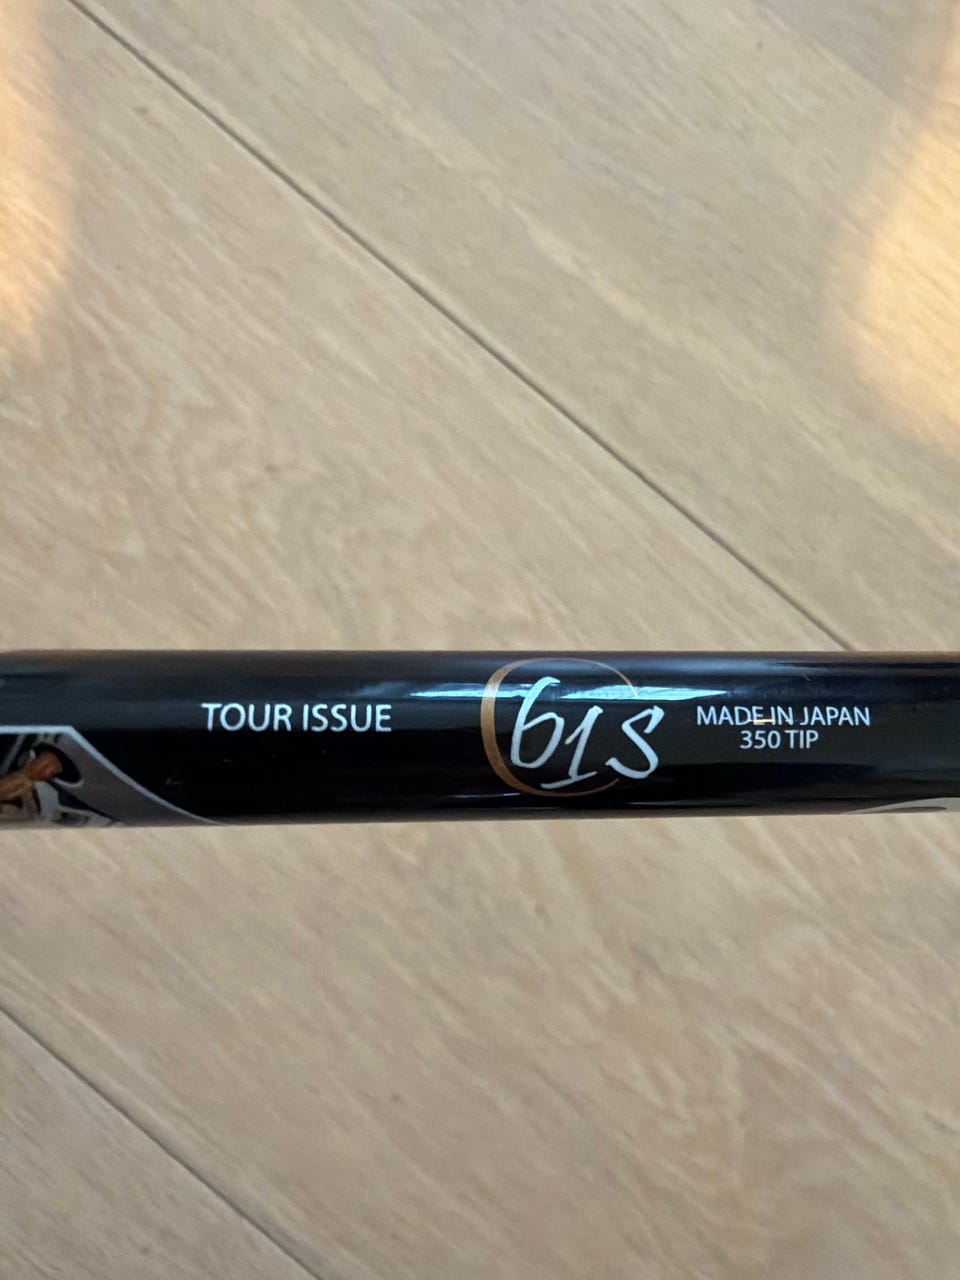 TOUR ISSUE
61S
MADE IN JAPAN
350 TIP